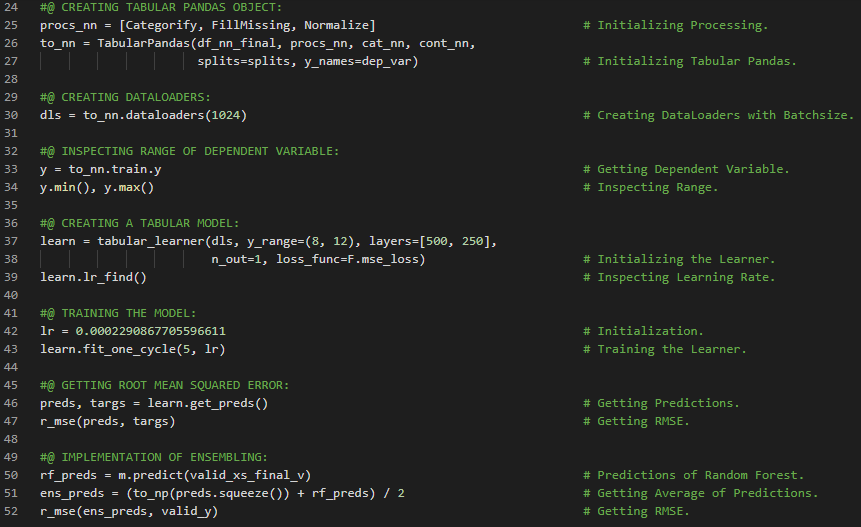 24 #@ CREATING TABULAR PANDAS OBJECT:
25 procs_nn = [Categorify, FillMissing, Normalize] # Initializing Processing.
26 to_nn = TabularPandas(df_nn_final, procs_nn, cat_nn, cont_nn,
27 splits=splits, y_names=dep_var) # Initializing Tabular Pandas.
28
29 #@ CREATING DATALOADERS:
30 dls = to_nn.dataloaders(1024) # Creating DataLoaders with Batchsize.
31
32 #@ INSPECTING RANGE OF DEPENDENT VARIABLE:
33 y = to_nn.train.y # Getting Dependent Variable.
34 y.min(), y.max() # Inspecting Range.
35
36 #@ CREATING A TABULAR MODEL:
37 learn = tabular_learner(dls, y_range=(8, 12), layers=[500, 250],
38 n_out=1, loss_func=F.mse_loss) # Initializing the Learner.
39 learn.lr_find() # Inspecting Learning Rate.
40
41 #@ TRAINING THE MODEL:
42 lr = 0.0002290867705596611 # Initialization.
43 learn.fit_one_cycle(5, lr) # Training the Learner.
44
45 #@ GETTING ROOT MEAN SQUARED ERROR:
46 preds, targs = learn.get_preds() # Getting Predictions.
47 r_mse(preds, targs) # Getting RMSE.
48
49 #@ IMPLEMENTATION OF ENSEMBLING:
50 rf_preds = m.predict(valid_xs_final_v) # Predictions of Random Forest.
51 ens_preds = (to_np(preds.squeeze()) + rf_preds) / 2 # Getting Average of Predictions.
52 r_mse(ens_preds, valid_y) # Getting RMSE.